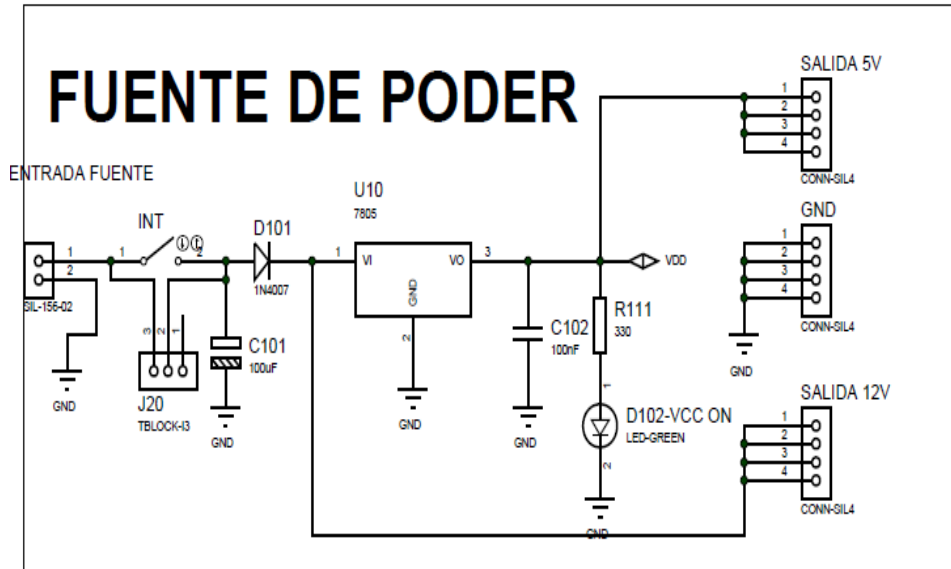 FUENTE DE PODER
SALIDA 5V
1
2
3
4
CONN-SIL4
ENTRADA FUENTE
1
2
SIL-156-02
GND
INT
1
2
3
2
1
J20
TBLOCK-I3
C101
100uF
GND
D101
1N4007
U10
7805
1
VI
VO
3
GND
2
GND
VDD
C102
100nF
GND
R111
330
1
D102-VCC ON
LED-GREEN
2
GND
GND
1
2
3
4
CONN-SIL4
GND
SALIDA 12V
1
2
3
4
CONN-SIL4